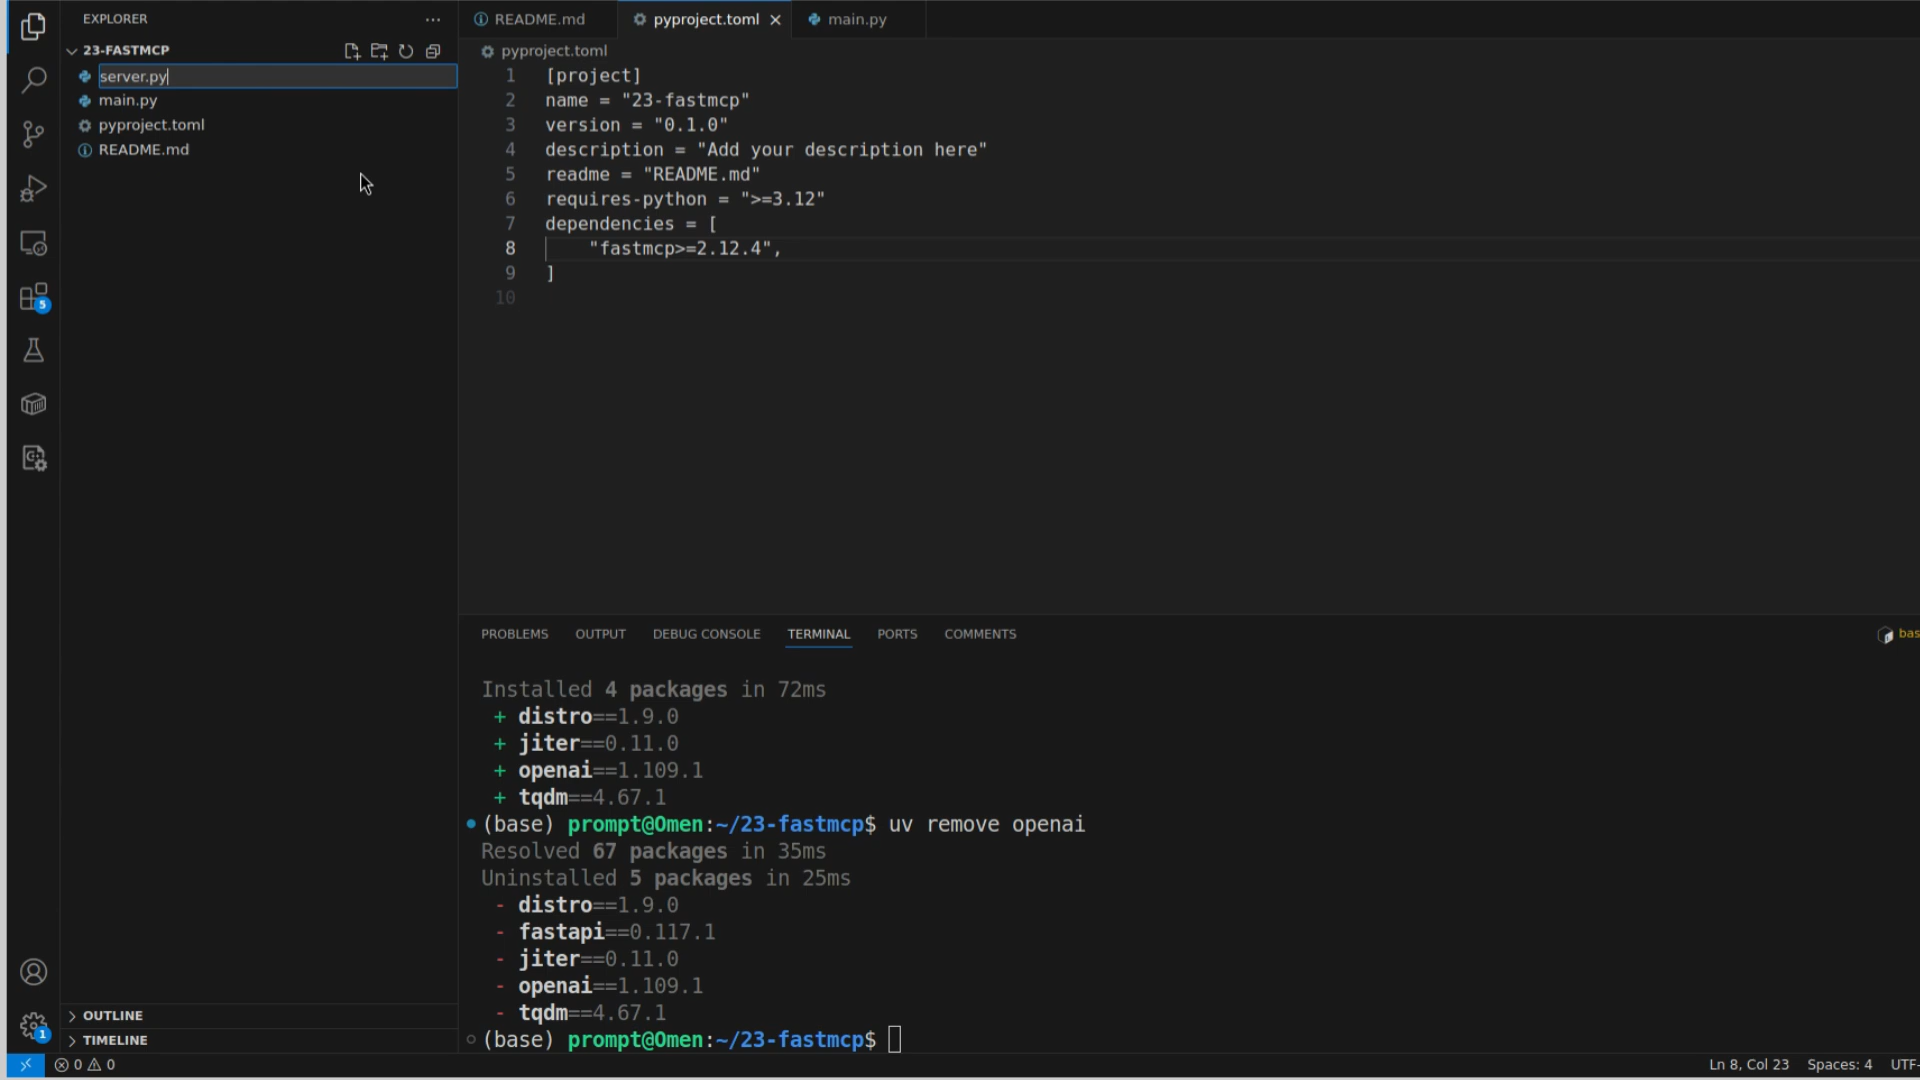 EXPLORER
23-FASTMCP
server.py
main.py
pyproject.toml
README.md
OUTLINE
TIMELINE
5
1
README.md
pyproject.toml
main.py
pyproject.toml
1 [project]
2 name = "23-fastmcp"
3 version = "0.1.0"
4 description = "Add your description here"
5 readme = "README.md"
6 requires-python = ">=3.12"
7 dependencies = [
8 "fastmcp>=2.12.4",
9 ]
10
PROBLEMS OUTPUT DEBUG CONSOLE TERMINAL PORTS COMMENTS
bas
Installed 4 packages in 72ms
+ distro==1.9.0
+ jiter==0.11.0
+ openai==1.109.1
+ tqdm==4.67.1
(base) prompt@Omen:~/23-fastmcp$ uv remove openai
Resolved 67 packages in 35ms
Uninstalled 5 packages in 25ms
- distro==1.9.0
- fastapi==0.117.1
- jiter==0.11.0
- openai==1.109.1
- tqdm==4.67.1
(base) prompt@Omen:~/23-fastmcp$
0 0
Ln 8, Col 23 Spaces: 4 UTF-